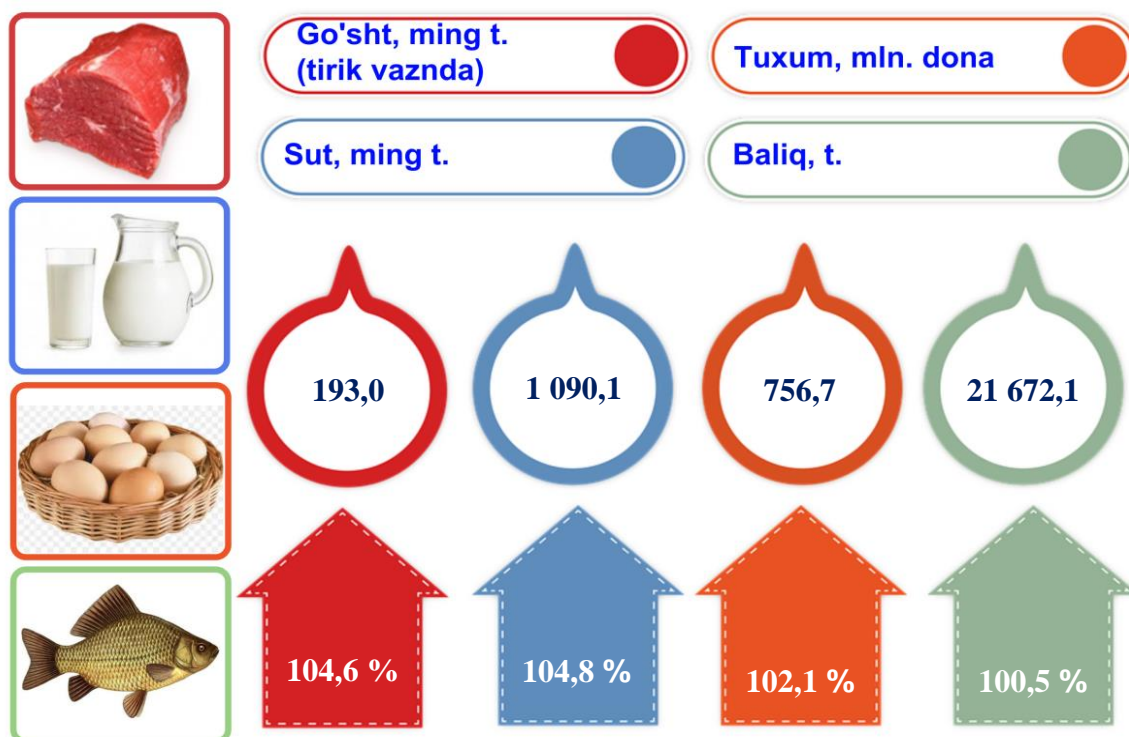 Go'sht, ming t.
(tirik vaznda)
Tuxum, mln. dona
Sut, ming t.
Baliq, t.
193,0
1 090,1
756,7
21 672,1
104,6 %
104,8 %
102,1 %
100,5 %